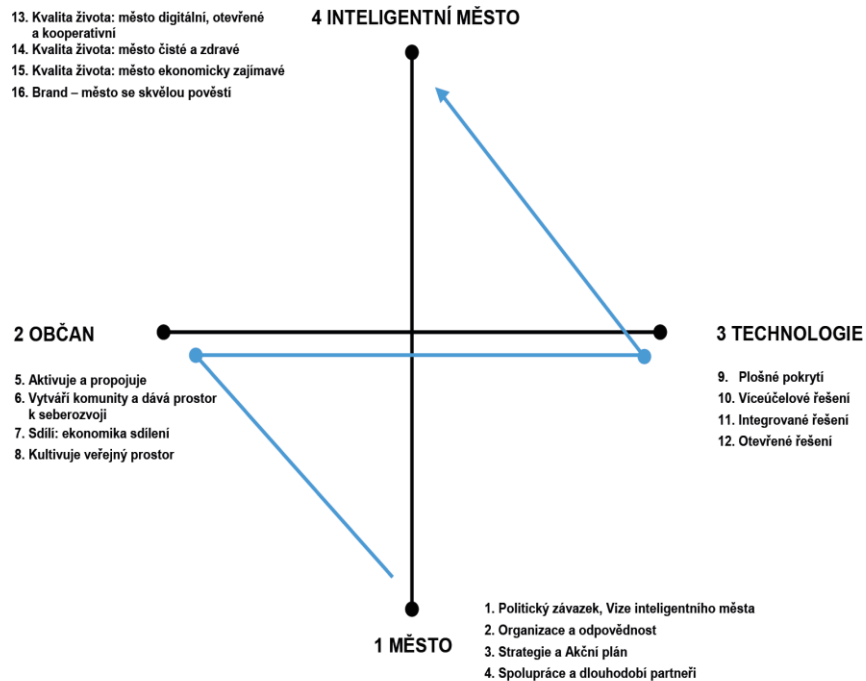 13. Kvalita života: město digitální, otevřené
a kooperativní
14. Kvalita života: město čisté a zdravé
15. Kvalita života: město ekonomicky zajímavé
16. Brand – město se skvělou pověstí
4 INTELIGENTNÍ MĚSTO
2 OBČAN
5. Aktivuje a propojuje
6. Vytváří komunity a dává prostor
k seberozvoji
7. Sdílí: ekonomika sdílení
8. Kultivuje veřejný prostor
3 TECHNOLOGIE
9. Plošné pokrytí
10. Víceúčelové řešení
11. Integrované řešení
12. Otevřené řešení
1 MĚSTO
1. Politický závazek, Vize inteligentního města
2. Organizace a odpovědnost
3. Strategie a Akční plán
4. Spolupráce a dlouhodobí partneři